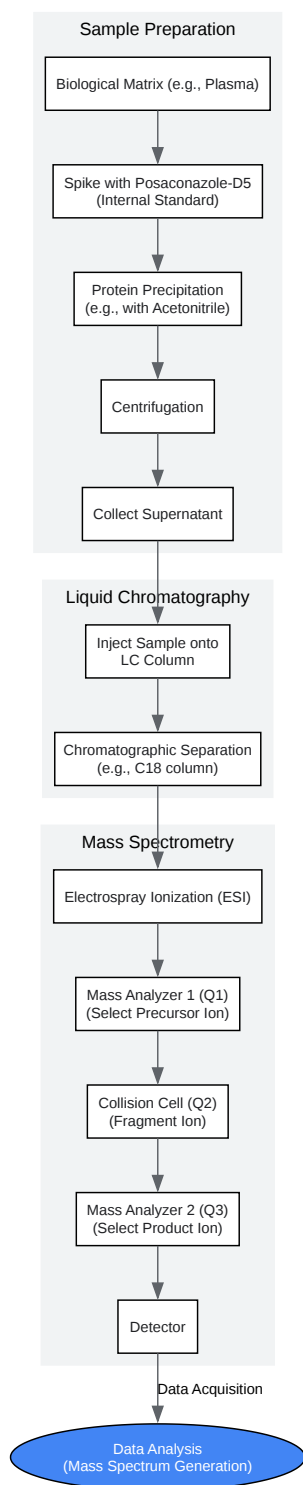 Sample Preparation
Biological Matrix (e.g., Plasma)
Spike with Posaconazole-D5
(Internal Standard)
Protein Precipitation
(e.g., with Acetonitrile)
Centrifugation
Collect Supernatant
Liquid Chromatography
Inject Sample onto
LC Column
Chromatographic Separation
(e.g., C18 column)
Mass Spectrometry
Electrospray Ionization (ESI)
Mass Analyzer 1 (Q1)
(Select Precursor Ion)
Collision Cell (Q2)
(Fragment Ion)
Mass Analyzer 2 (Q3)
(Select Product Ion)
Detector
Data Acquisition
Data Analysis
(Mass Spectrum Generation)